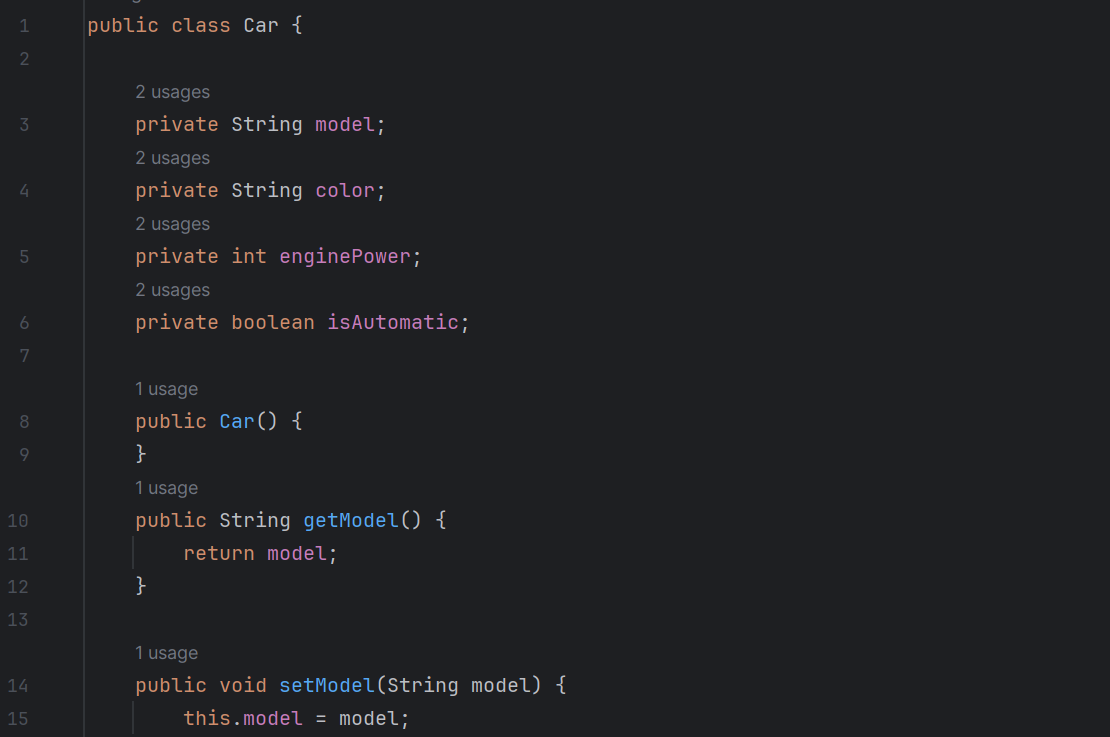 1 public class Car {
2
2 usages
3 private String model;
2 usages
4 private String color;
2 usages
5 private int enginePower;
2 usages
6 private boolean isAutomatic;
7
1 usage
8 public Car() {
9 }
1 usage
10 public String getModel() {
11 return model;
12 }
13
1 usage
14 public void setModel(String model) {
15 this.model = model;